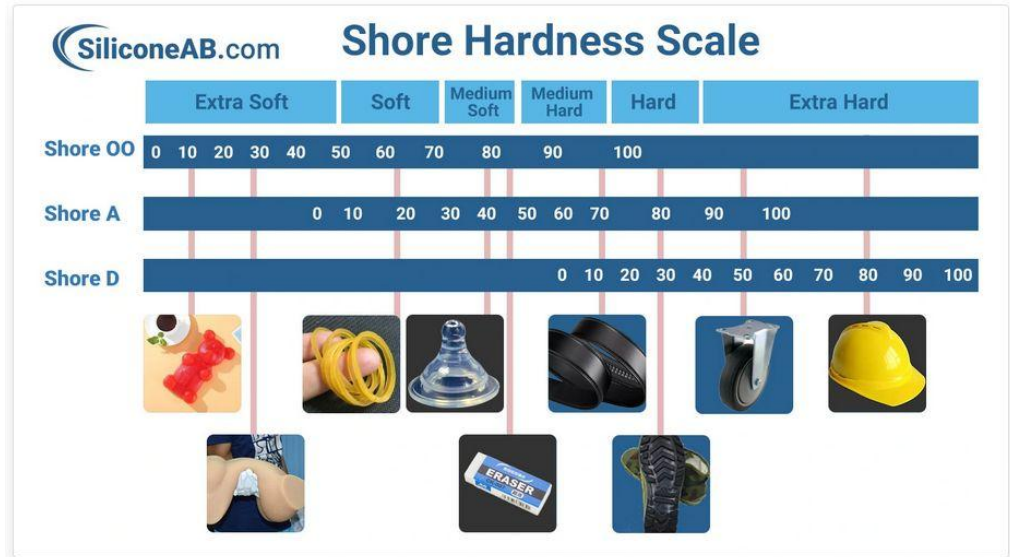 SiliconeAB.com
Shore Hardness Scale
Extra Soft
Soft
Medium
Soft
Medium
Hard
Hard
Extra Hard
Shore OO 0 10 20 30 40 50 60 70 80 90 100
Shore A 0 10 20 30 40 50 60 70 80 90 100
Shore D 0 10 20 30 40 50 60 70 80 90 100
ERASER